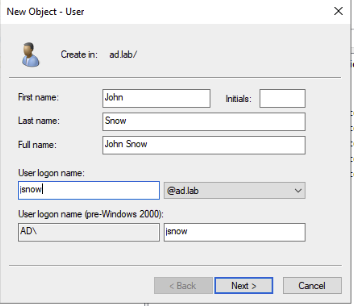 New Object - User
Create in: ad.lab/
First name: John Initials:
Last name: Snow
Full name: John Snow
User logon name:
jsnow @ad.lab
User logon name (pre-Windows 2000):
AD\ jsnow
< Back Next > Cancel